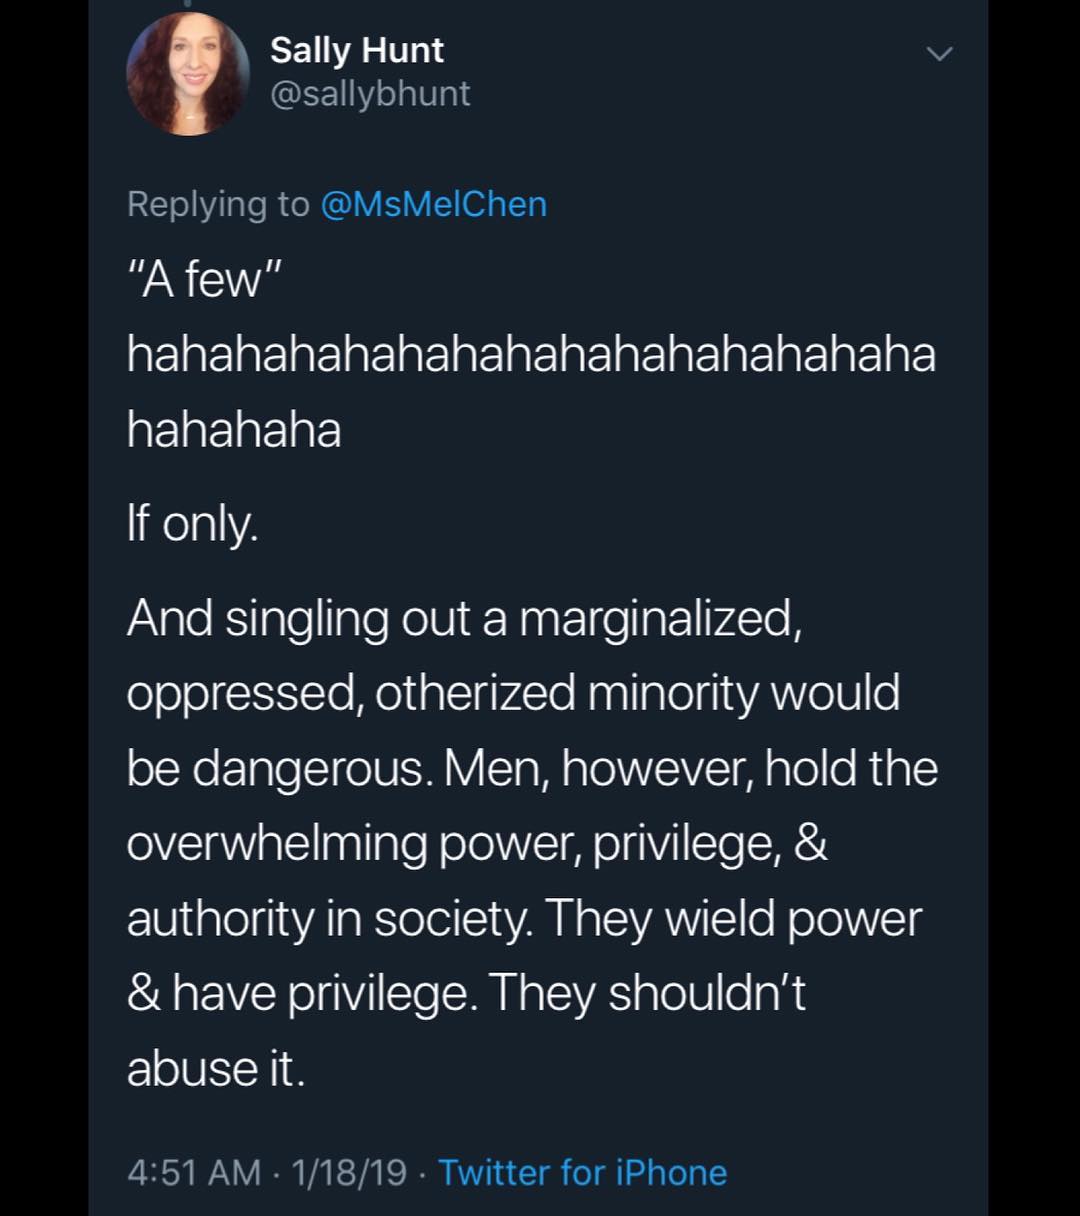 Sally Hunt
@sallybhunt
Replying to @MsMelChen
"A few"
hahahahahahahahahahahahahahaha
hahahaha
If only.
And singling out a marginalized,
oppressed, otherized minority would
be dangerous. Men, however, hold the
overwhelming power, privilege, &
authority in society. They wield power
& have privilege. They shouldn't
abuse it.
4:51 AM · 1/18/19 · Twitter for iPhone